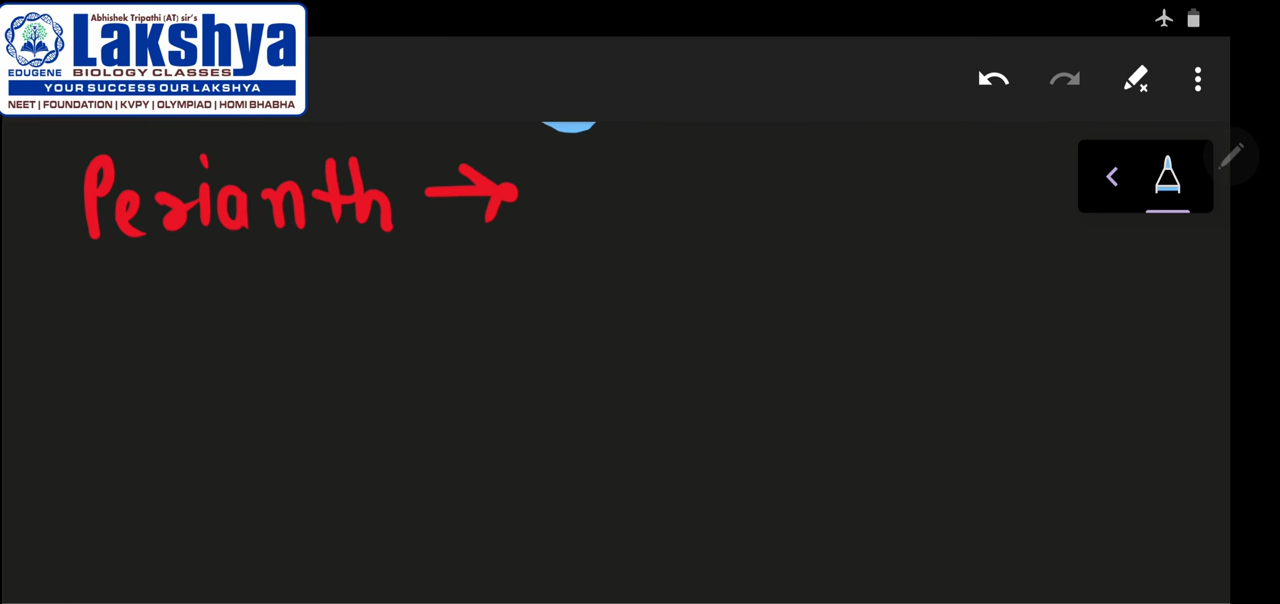 Abhishek Tripathi (AT) sir's
Lakshya
EDUGENE BIOLOGY CLASSES
YOUR SUCCESS OUR LAKSHYA
NEET | FOUNDATION | KVPY | OLYMPIAD | HOMI BHABHA
Perianth →